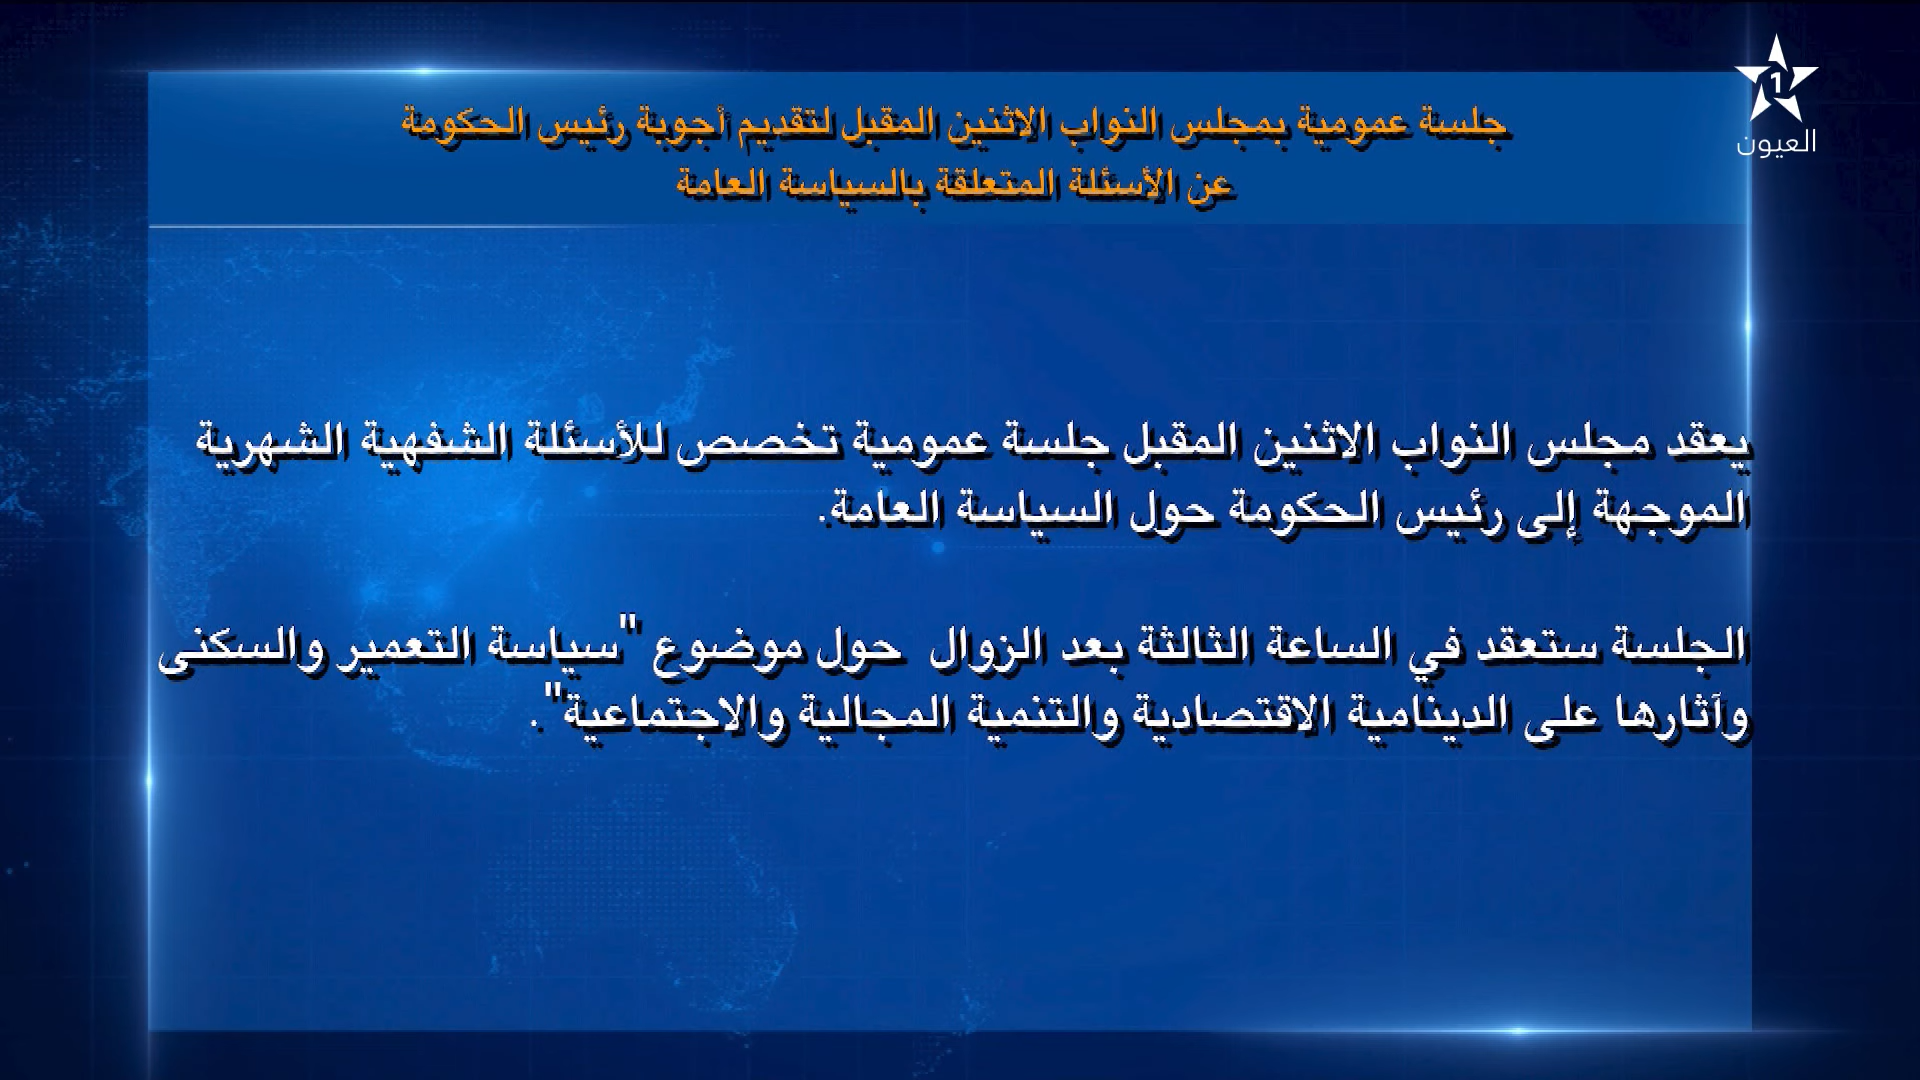 1
العيون
جلسة عمومية بمجلس النواب الاثنين المقبل لتقديم أجوبة رئيس الحكومة
عن الأسئلة المتعلقة بالسياسة العامة
يعقد مجلس النواب الاثنين المقبل جلسة عمومية تخصص للأسئلة الشفهية الشهرية
الموجهة إلى رئيس الحكومة حول السياسة العامة.
الجلسة ستعقد في الساعة الثالثة بعد الزوال حول موضوع "سياسة التعمير والسكنى
وآثارها على الدينامية الاقتصادية والتنمية المجالية والاجتماعية".